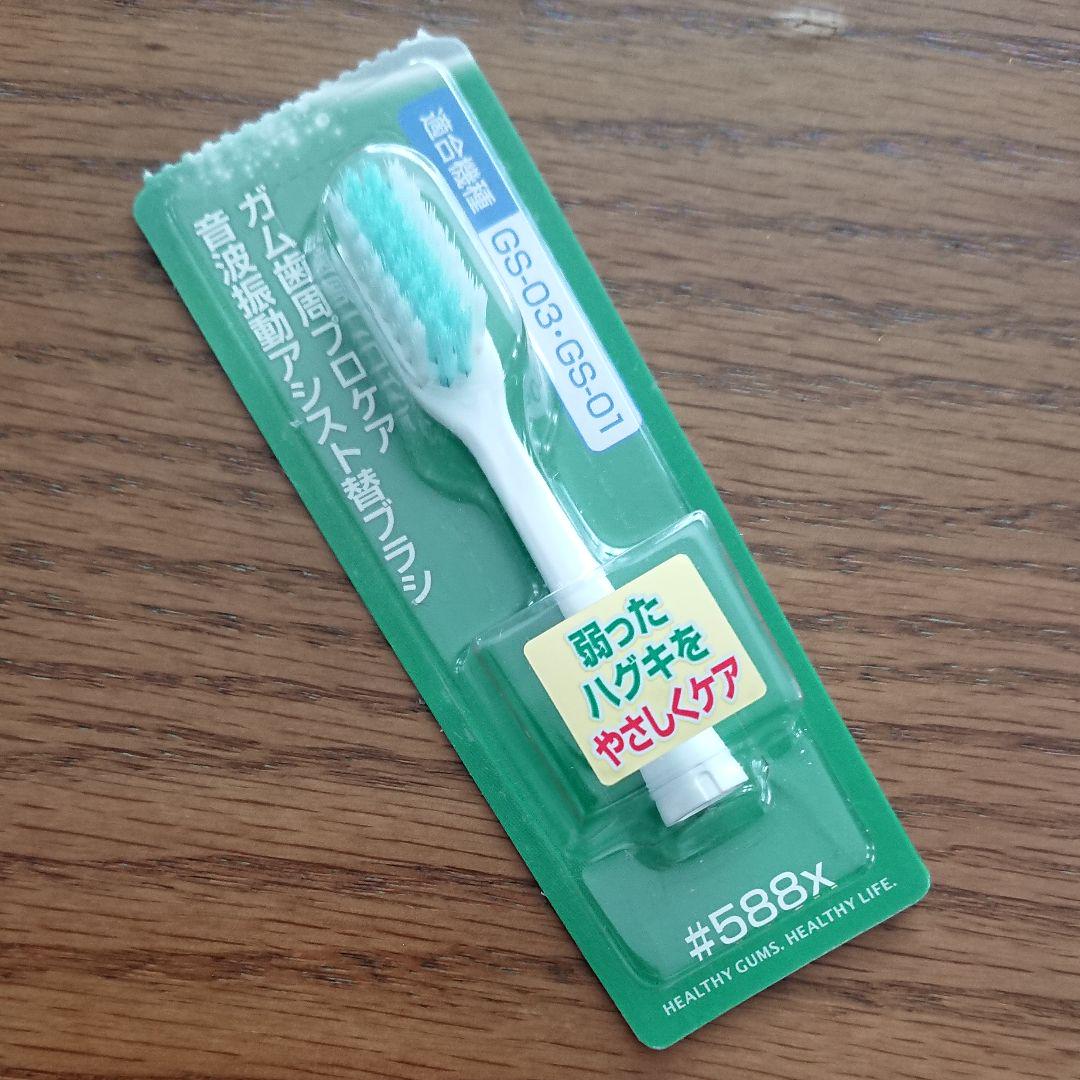 適合機種 GS-03・GS-01
ガム歯周プロケア
音波振動アシスト替ブラシ
弱った
ハグキを
やさしくケア
#588x
HEALTHY GUMS. HEALTHY LIFE.